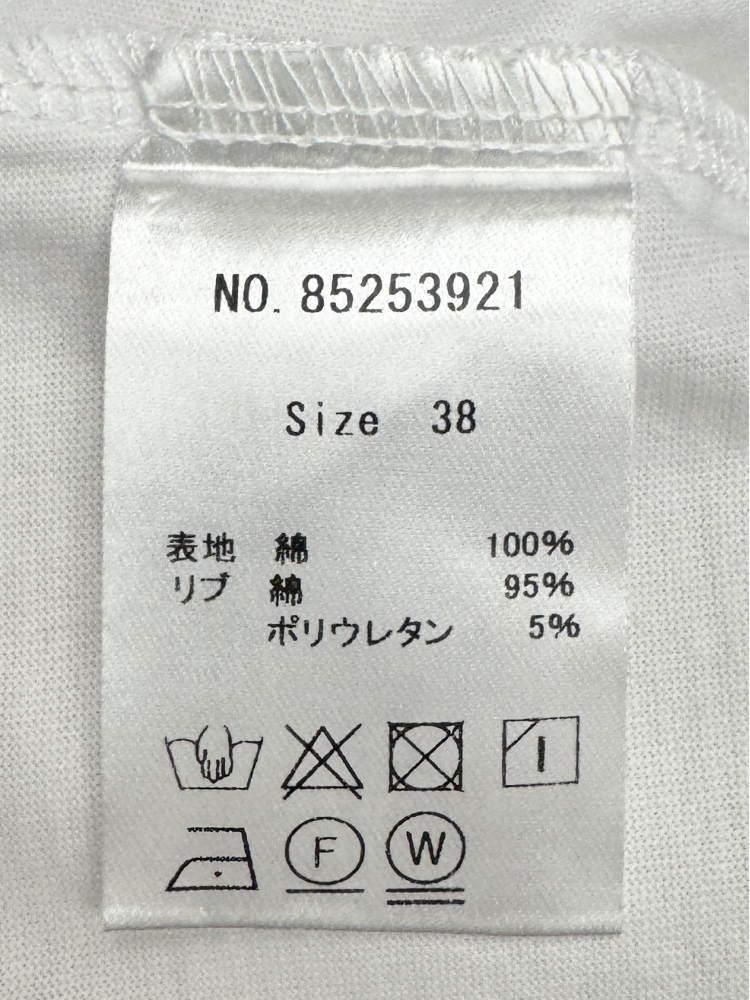 NO. 85253921
Size 38
表地 綿 100%
リブ 綿 95%
ポリウレタン 5%
F W